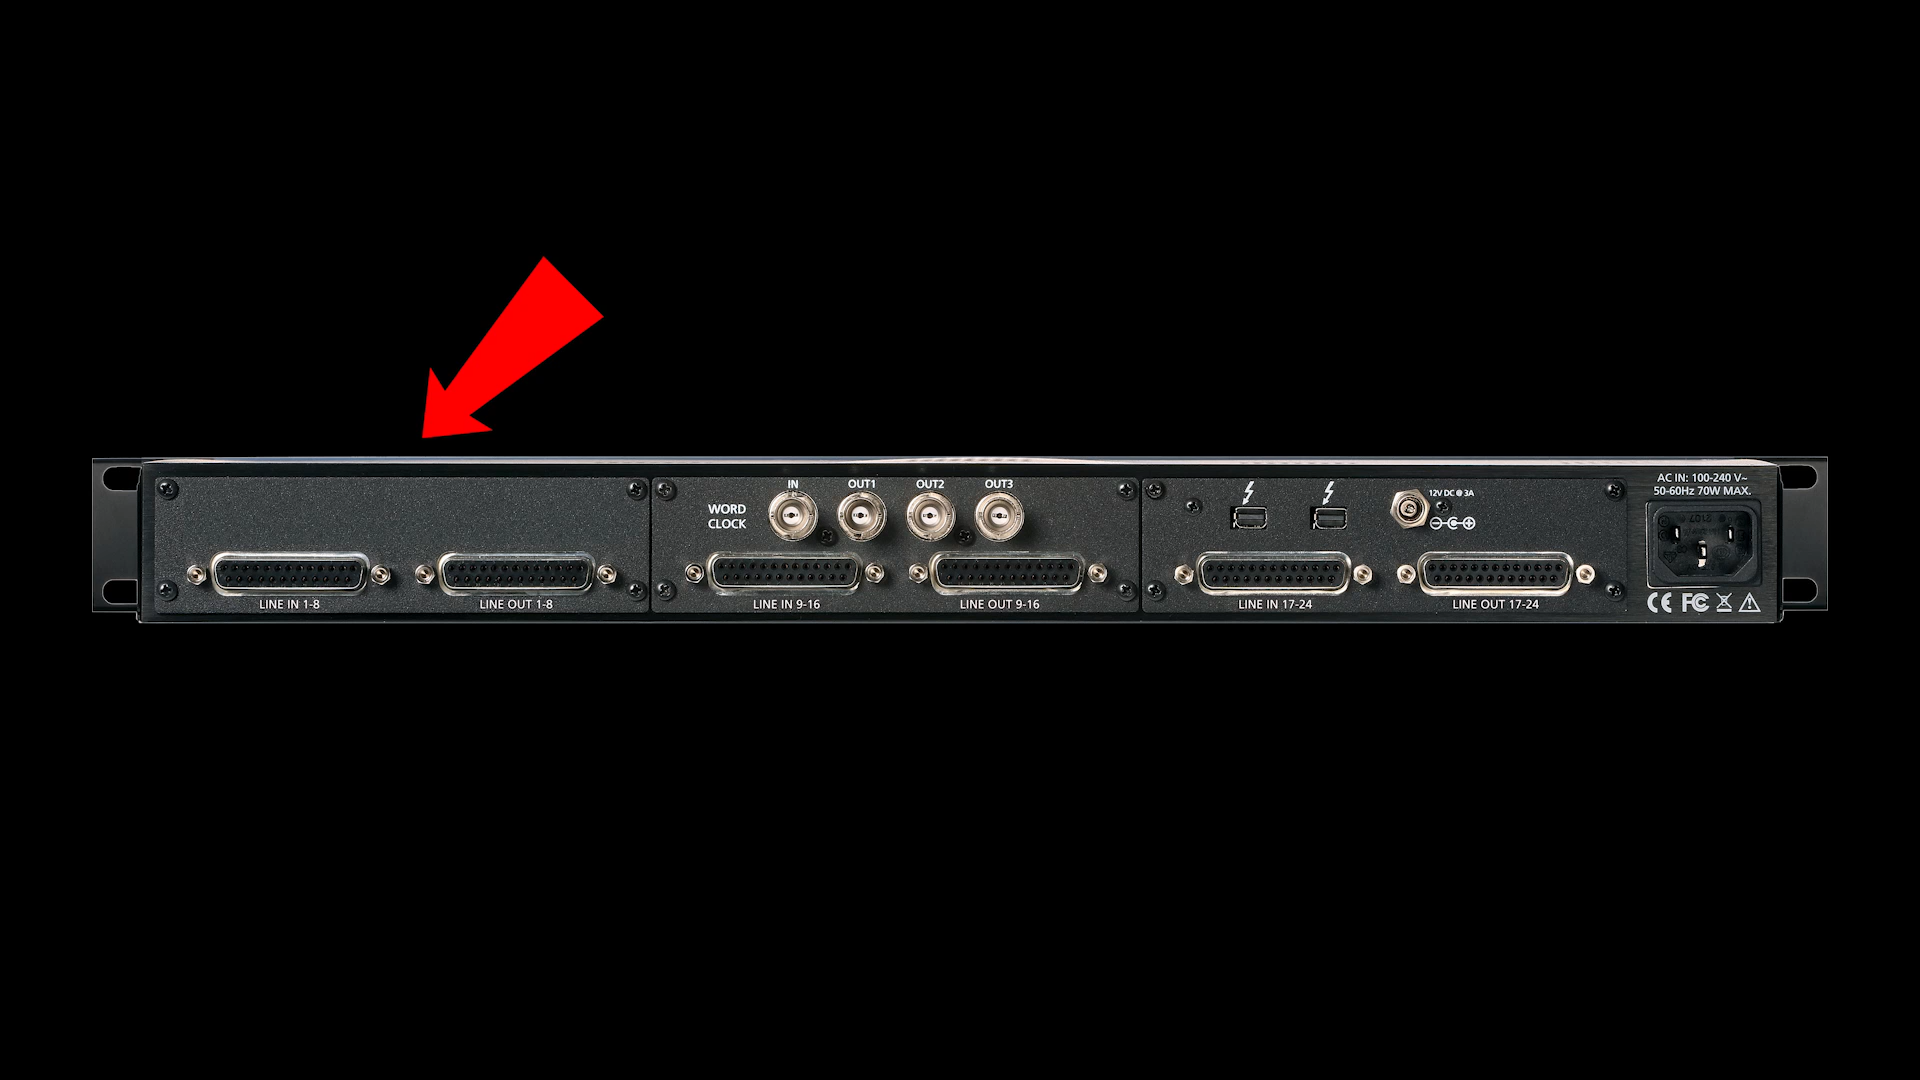 IN
OUT1
OUT2
OUT3
WORD
CLOCK
12V DC @ 3A
AC IN: 100-240 V~
50-60Hz 70W MAX.
LINE IN 1-8
LINE OUT 1-8
LINE IN 9-16
LINE OUT 9-16
LINE IN 17-24
LINE OUT 17-24
CE FC